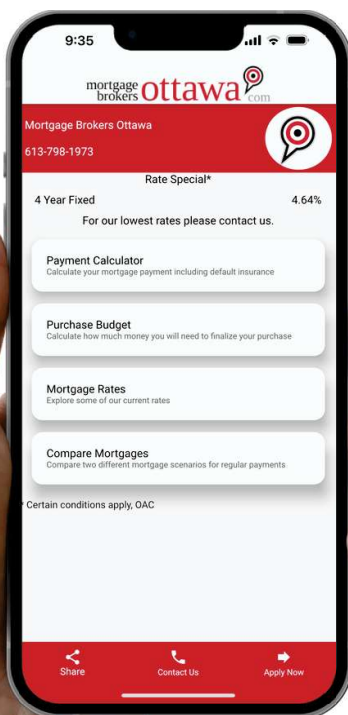 9:35
mortgage
brokers ottawa
com
Mortgage Brokers Ottawa
613-798-1973
Rate Special*
4 Year Fixed 4.64%
For our lowest rates please contact us.
Payment Calculator
Calculate your mortgage payment including default insurance
Purchase Budget
Calculate how much money you will need to finalize your purchase
Mortgage Rates
Explore some of our current rates
Compare Mortgages
Compare two different mortgage scenarios for regular payments
* Certain conditions apply, OAC
Share Contact Us Apply Now